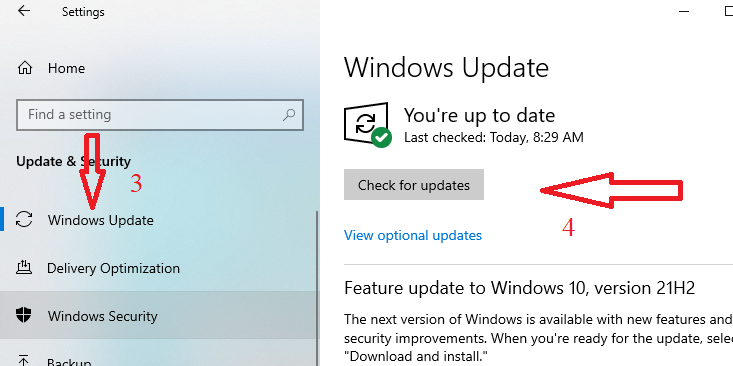 Settings
Home
Find a setting
Update & Security
3
Windows Update
Delivery Optimization
Windows Security
Backup
Windows Update
You're up to date
Last checked: Today, 8:29 AM
Check for updates
4
View optional updates
Feature update to Windows 10, version 21H2
The next version of Windows is available with new features and
security improvements. When you're ready for the update, selec
"Download and install."